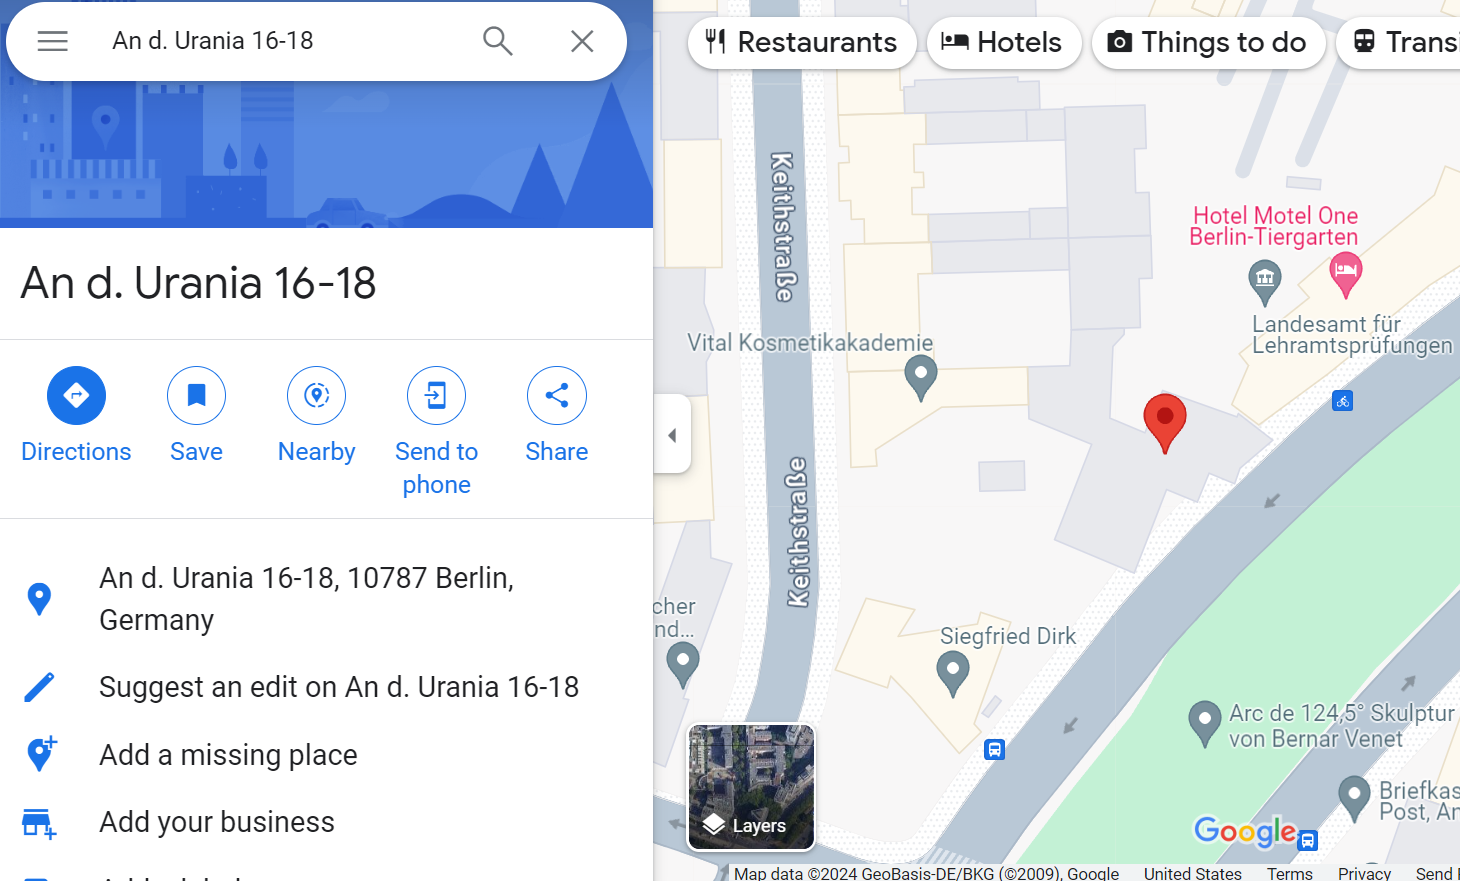 An d. Urania 16-18
An d. Urania 16-18
Directions
Save
Nearby
Send to
phone
Share
An d. Urania 16-18, 10787 Berlin,
Germany
Suggest an edit on An d. Urania 16-18
Add a missing place
Add your business
Restaurants
Hotels
Things to do
Transi
Keithstraße
Hotel Motel One
Berlin-Tiergarten
Landesamt für
Lehramtsprüfungen
Vital Kosmetikakademie
Keithstraße
cher
nd...
Siegfried Dirk
Arc de 124,5° Skulptur
von Bernar Venet
Briefkas
Post, An
Layers
Google
Map data ©2024 GeoBasis-DE/BKG (©2009), Google
United States
Terms
Privacy
Send